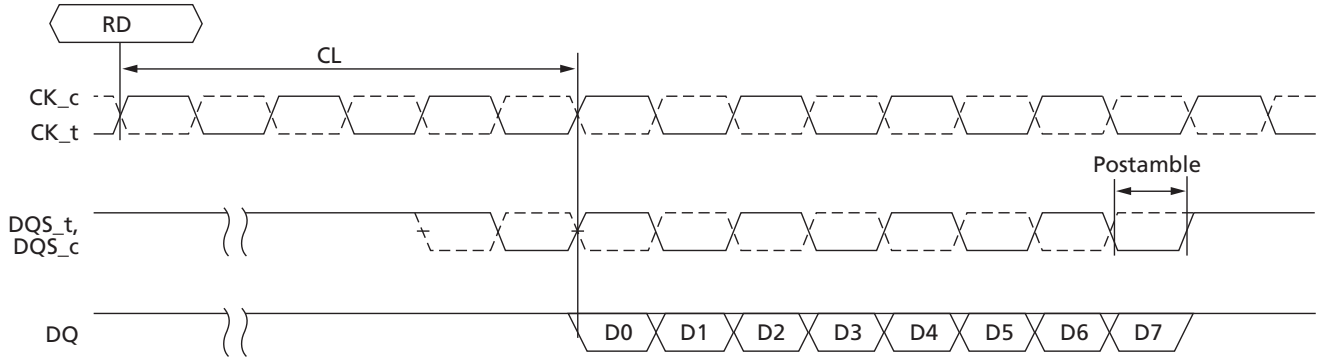 RD
CL
CK_c
CK_t
Postamble
DQS_t,
DQS_c
DQ
D0 D1 D2 D3 D4 D5 D6 D7